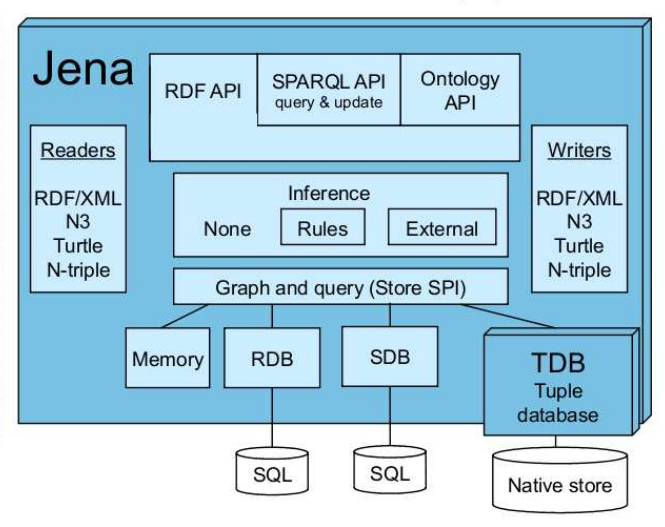 Jena
RDF API
SPARQL API
query & update
Ontology
API
Readers
RDF/XML
N3
Turtle
N-triple
Writers
RDF/XML
N3
Turtle
N-triple
Inference
None
Rules
External
Graph and query (Store SPI)
Memory
RDB
SDB
TDB
Tuple
database
SQL
SQL
Native store